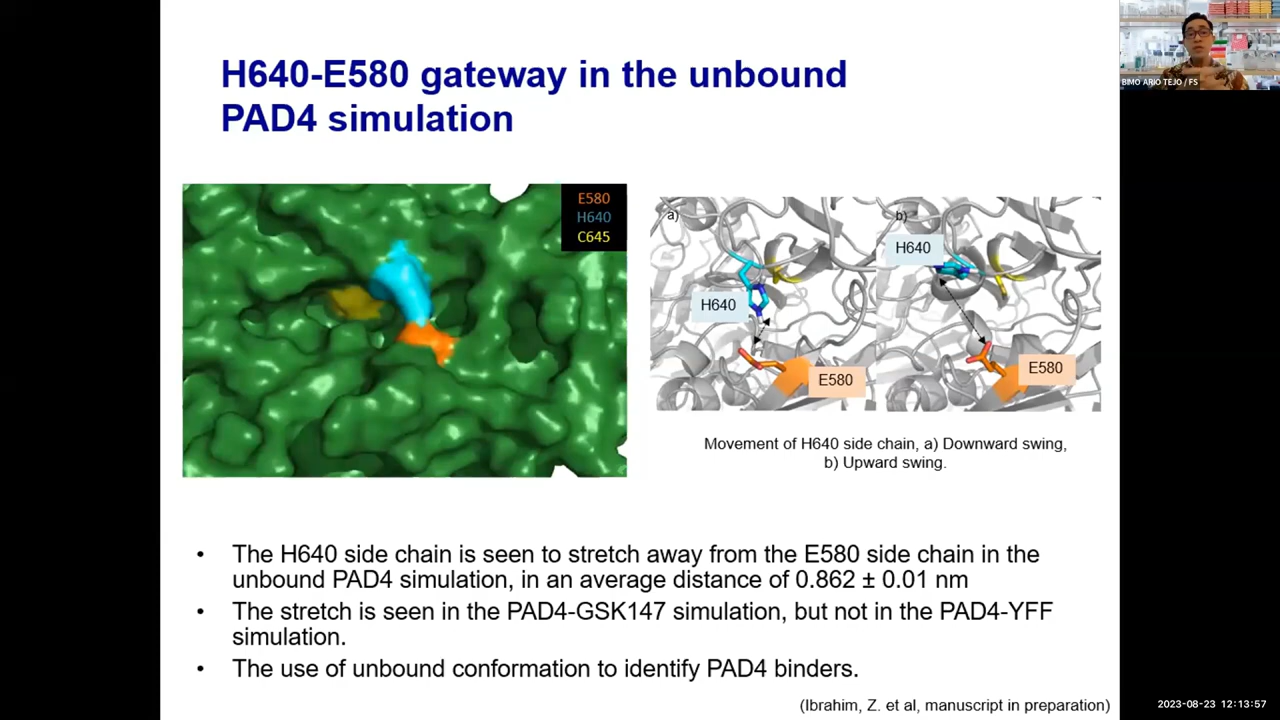 H640-E580 gateway in the unbound
PAD4 simulation
E580
H640
C645
a)
H640
E580
b)
H640
E580
Movement of H640 side chain, a) Downward swing,
b) Upward swing.
• The H640 side chain is seen to stretch away from the E580 side chain in the
unbound PAD4 simulation, in an average distance of 0.862 ± 0.01 nm
• The stretch is seen in the PAD4-GSK147 simulation, but not in the PAD4-YFF
simulation.
• The use of unbound conformation to identify PAD4 binders.
(Ibrahim, Z. et al, manuscript in preparation)
BIMO ARIO TEJO / FS
2023-08-23 12:13:57